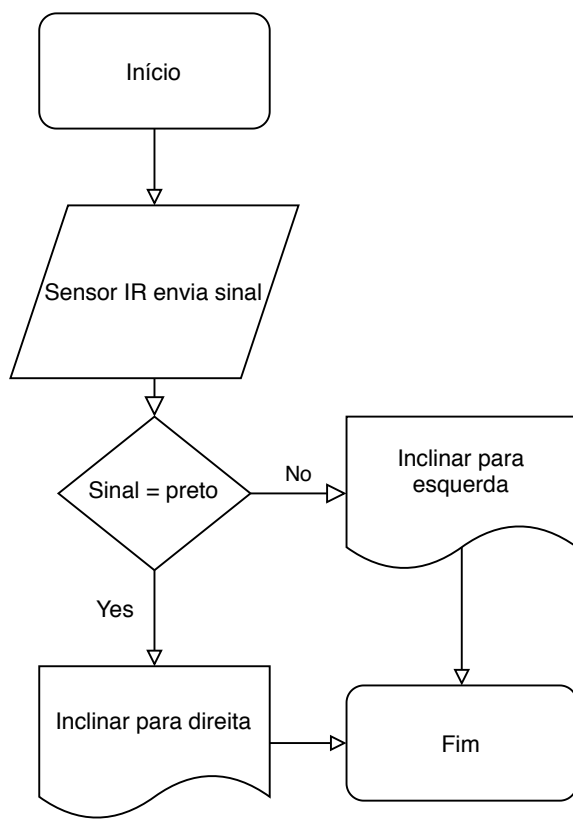 Início
Sensor IR envia sinal
Sinal = preto
No
Inclinar para
esquerda
Yes
Inclinar para direita
Fim